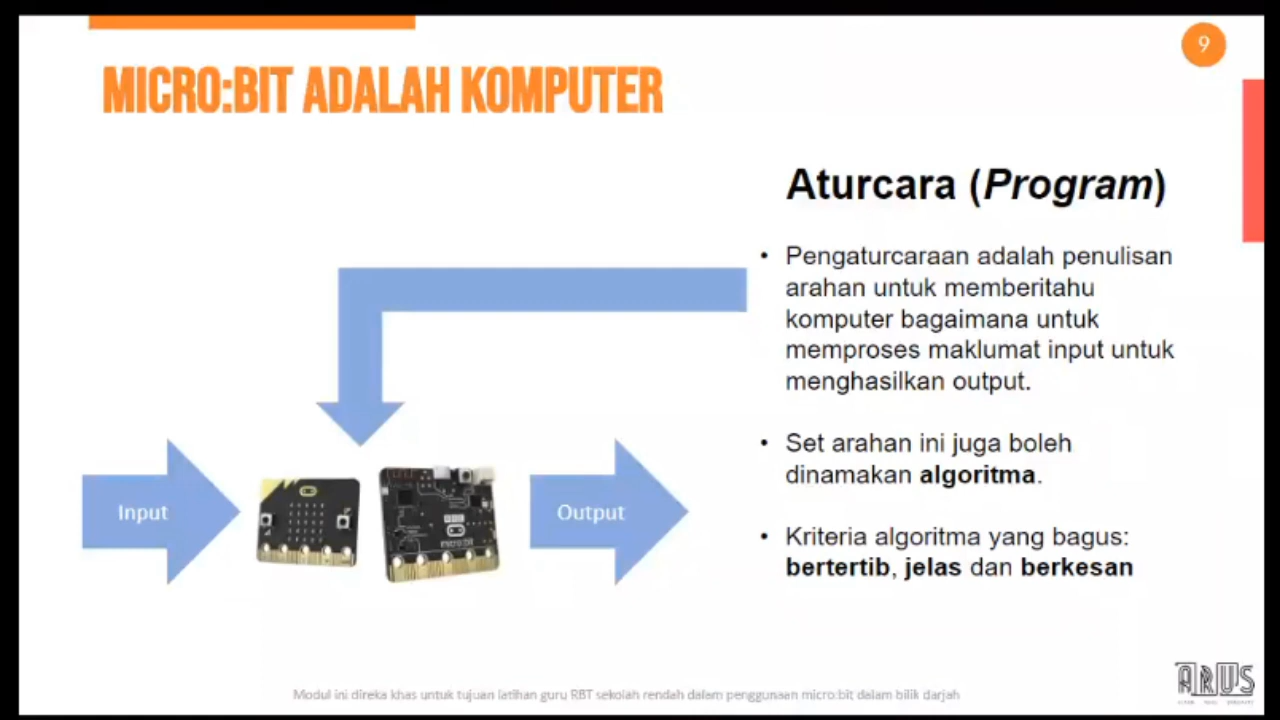 9
MICRO:BIT ADALAH KOMPUTER
Aturcara (Program)
• Pengaturcaraan adalah penulisan
arahan untuk memberitahu
komputer bagaimana untuk
memproses maklumat input untuk
menghasilkan output.
• Set arahan ini juga boleh
dinamakan algoritma.
• Kriteria algoritma yang bagus:
bertertib, jelas dan berkesan
Input
Output
Modul ini direka khas untuk tujuan latihan guru RBT sekolah rendah dalam penggunaan micro:bit dalam bilik darjah
ARUS